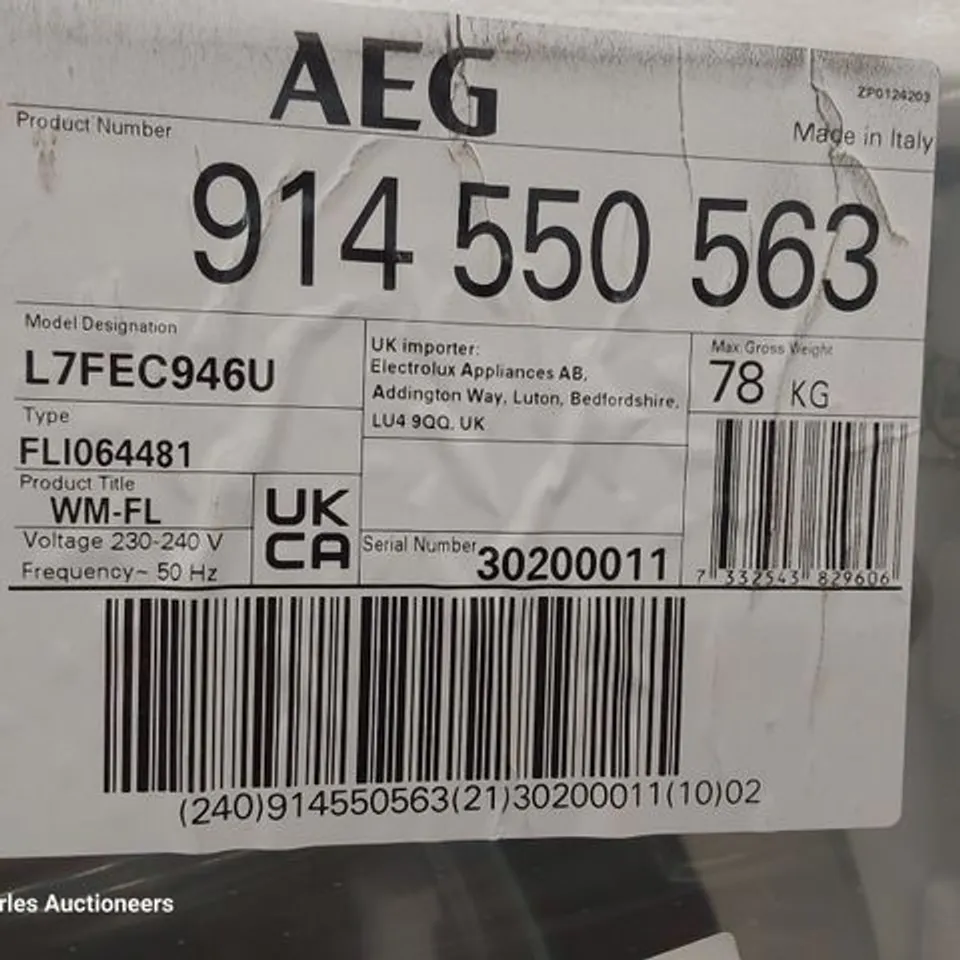 AEG
ZP0124203
Product Number
Made in Italy
914 550 563
Model Designation
L7FEC946U
Type
FLI064481
Product Title
WM-FL
Voltage 230-240 V
Frequency~ 50 Hz
UK
CA
UK importer:
Electrolux Appliances AB,
Addington Way, Luton, Bedfordshire,
LU4 9QQ. UK
Serial Number 30200011
Max Gross Weight
78 KG
7 332543 829606
(240)914550563(21)30200011(10)02
Auctioneers